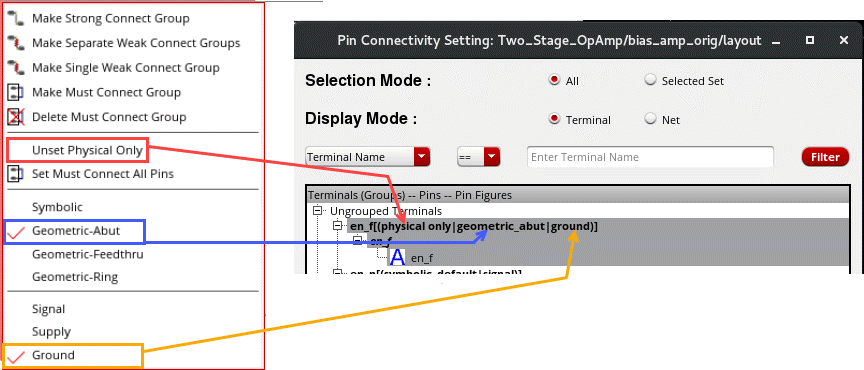 Make Strong Connect Group
Make Separate Weak Connect Groups
Make Single Weak Connect Group
Make Must Connect Group
Delete Must Connect Group
Unset Physical Only
Set Must Connect All Pins
Symbolic
Geometric-Abut
Geometric-Feedthru
Geometric-Ring
Signal
Supply
Ground
Pin Connectivity Setting: Two_Stage_OpAmp/bias_amp_orig/layout
Selection Mode : All Selected Set
Display Mode : Terminal Net
Terminal Name == Enter Terminal Name Filter
Terminals (Groups) -- Pins -- Pin Figures
Ungrouped Terminals
en_f[(physical only|geometric_abut|ground)]
en_f
A en_f
en_p[(symbolic_default|signal)]